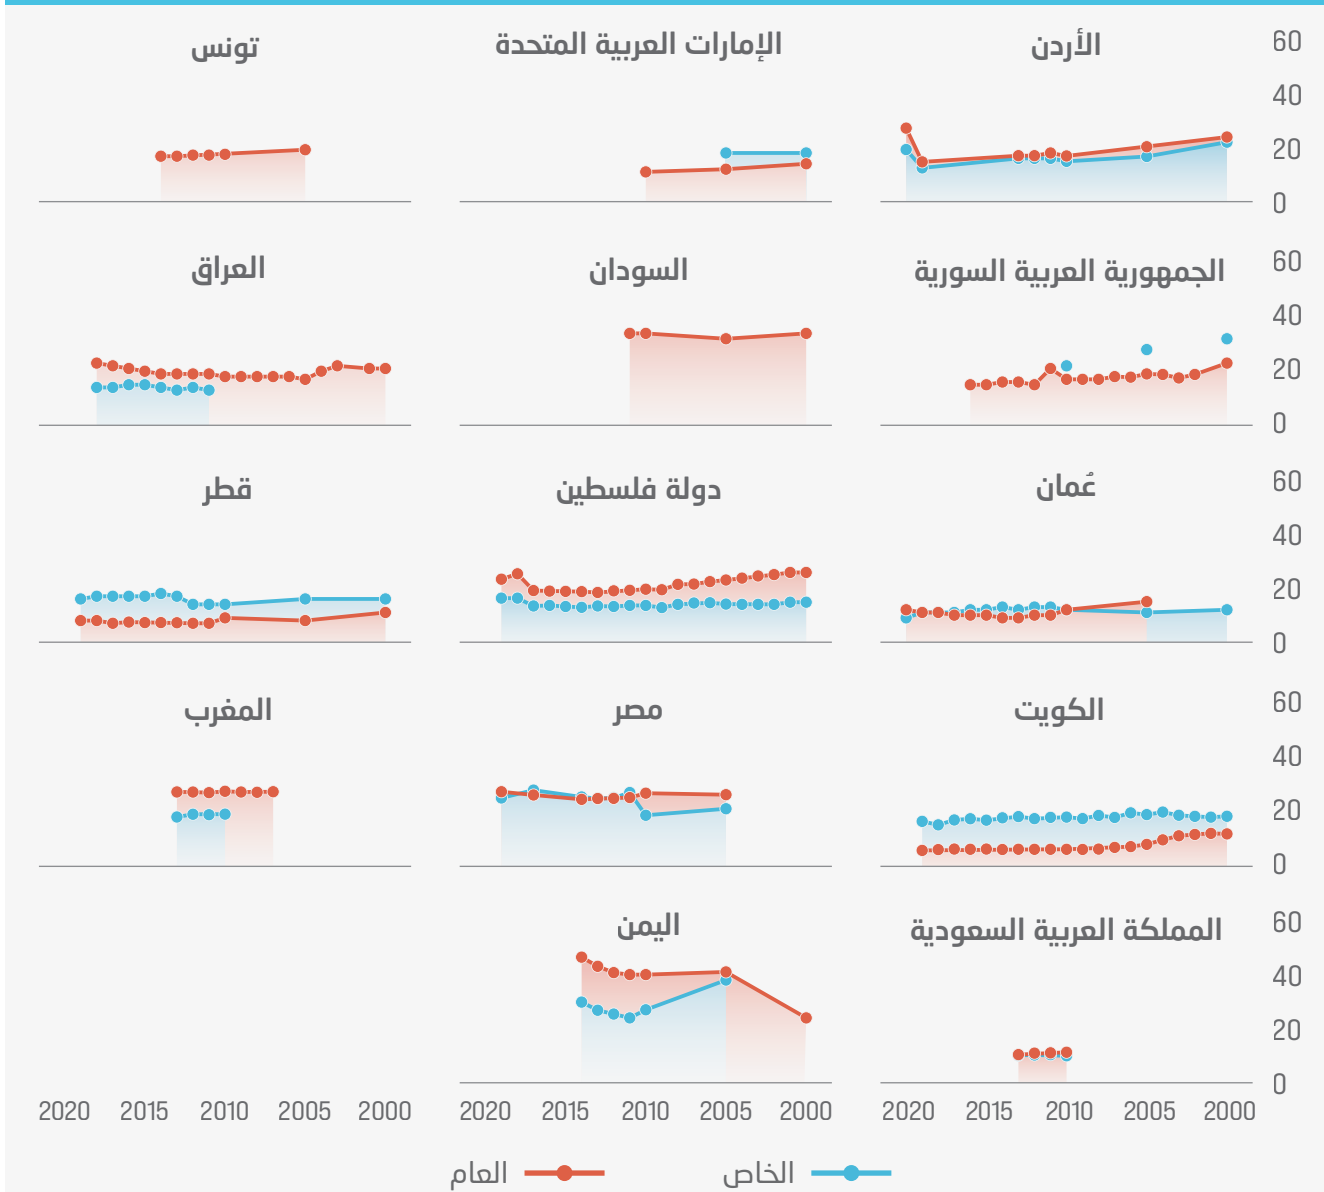 الأردن
الإمارات العربية المتحدة
تونس
60
40
20
0
الجمهورية العربية السورية
السودان
العراق
60
40
20
0
عُمان
دولة فلسطين
قطر
60
40
20
0
الكويت
مصر
المغرب
60
40
20
0
المملكة العربية السعودية
اليمن
60
40
20
0
2020 2015 2010 2005 2000
2020 2015 2010 2005 2000
2020 2015 2010 2005 2000
الخاص
العام